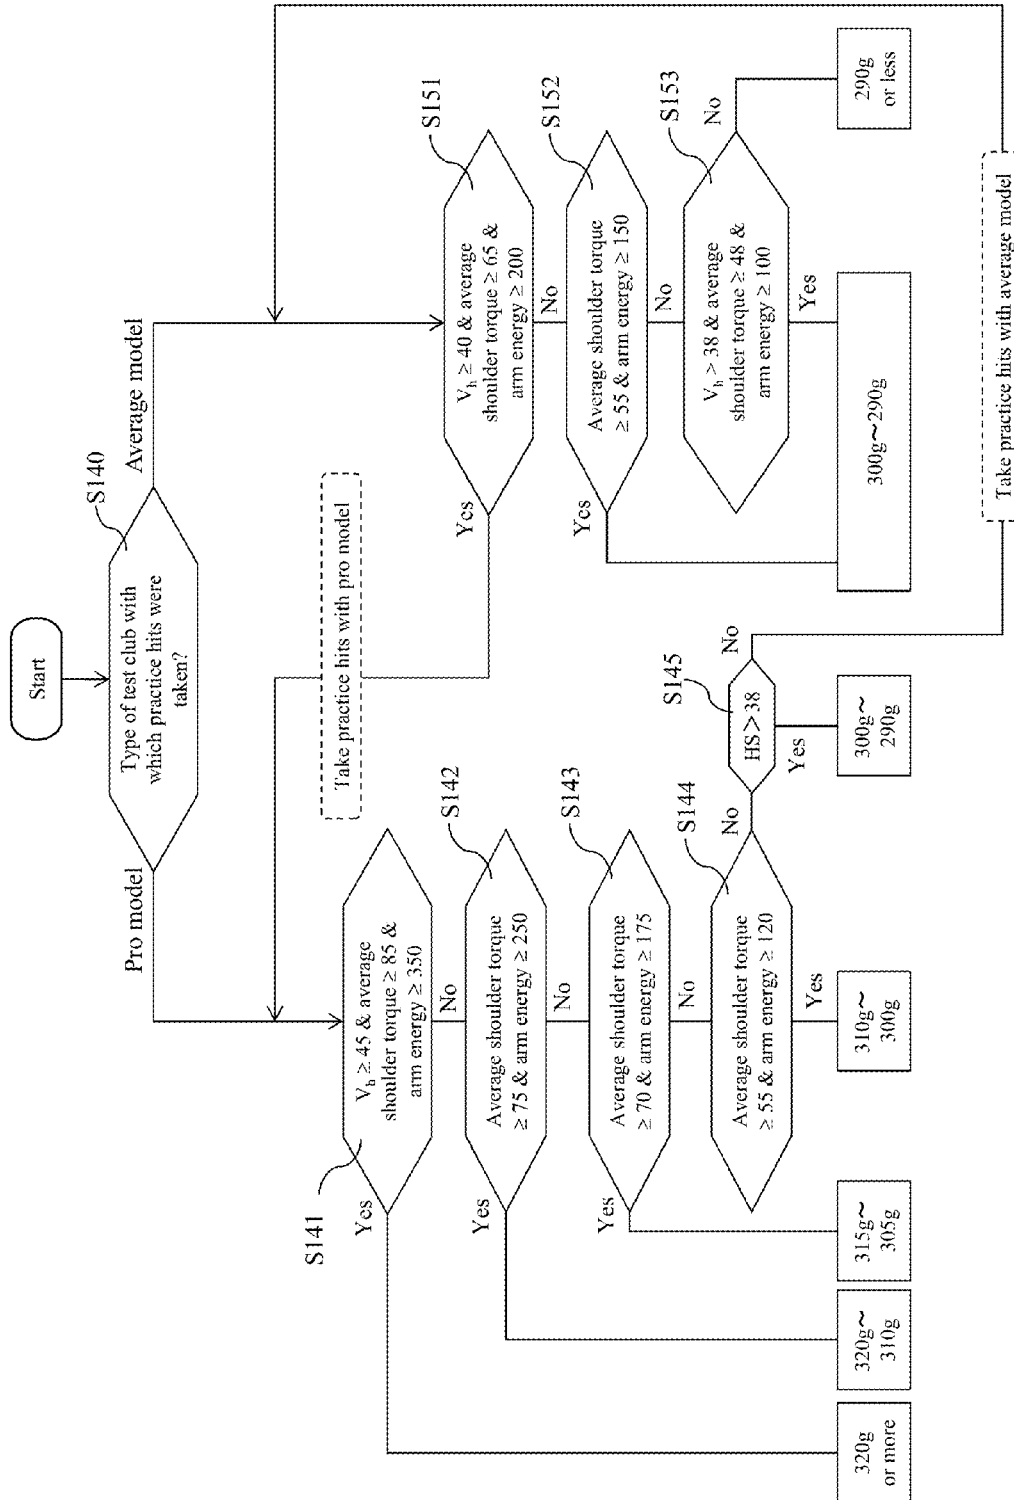 Start
Type of test club with
which practice hits were
taken?
S140
Pro model
Average model
Take practice hits with pro model
S141
V_h ≥ 45 & average
shoulder torque ≥ 85 &
arm energy ≥ 350
Yes
No
S142
Average shoulder torque
≥ 75 & arm energy ≥ 250
Yes
No
S143
Average shoulder torque
≥ 70 & arm energy ≥ 175
Yes
No
S144
Average shoulder torque
≥ 55 & arm energy ≥ 120
Yes
No
S145
HS > 38
Yes
No
S151
V_h ≥ 40 & average
shoulder torque ≥ 65 &
arm energy ≥ 200
Yes
No
S152
Average shoulder torque
≥ 55 & arm energy ≥ 150
Yes
No
S153
V_h > 38 & average
shoulder torque ≥ 48 &
arm energy ≥ 100
Yes
No
320g
or more
320g~
310g
315g~
305g
310g~
300g
300g~
290g
300g~290g
290g
or less
Take practice hits with average model